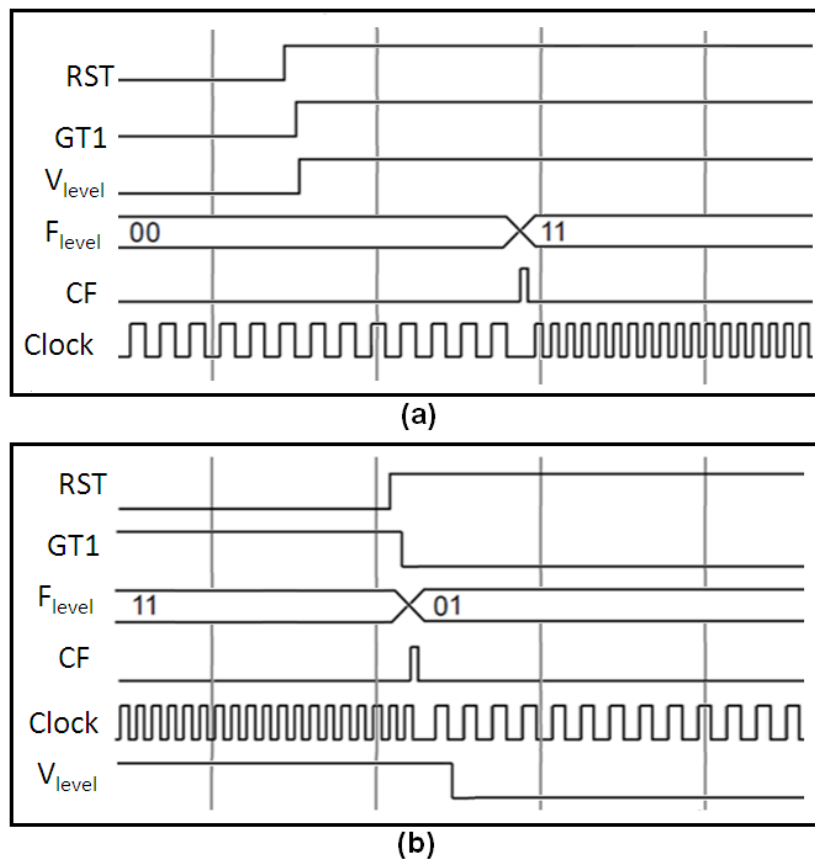 RST
GT1
Vlevel
Flevel 00 11
CF
Clock
(a)
RST
GT1
Flevel 11 01
CF
Clock
Vlevel
(b)